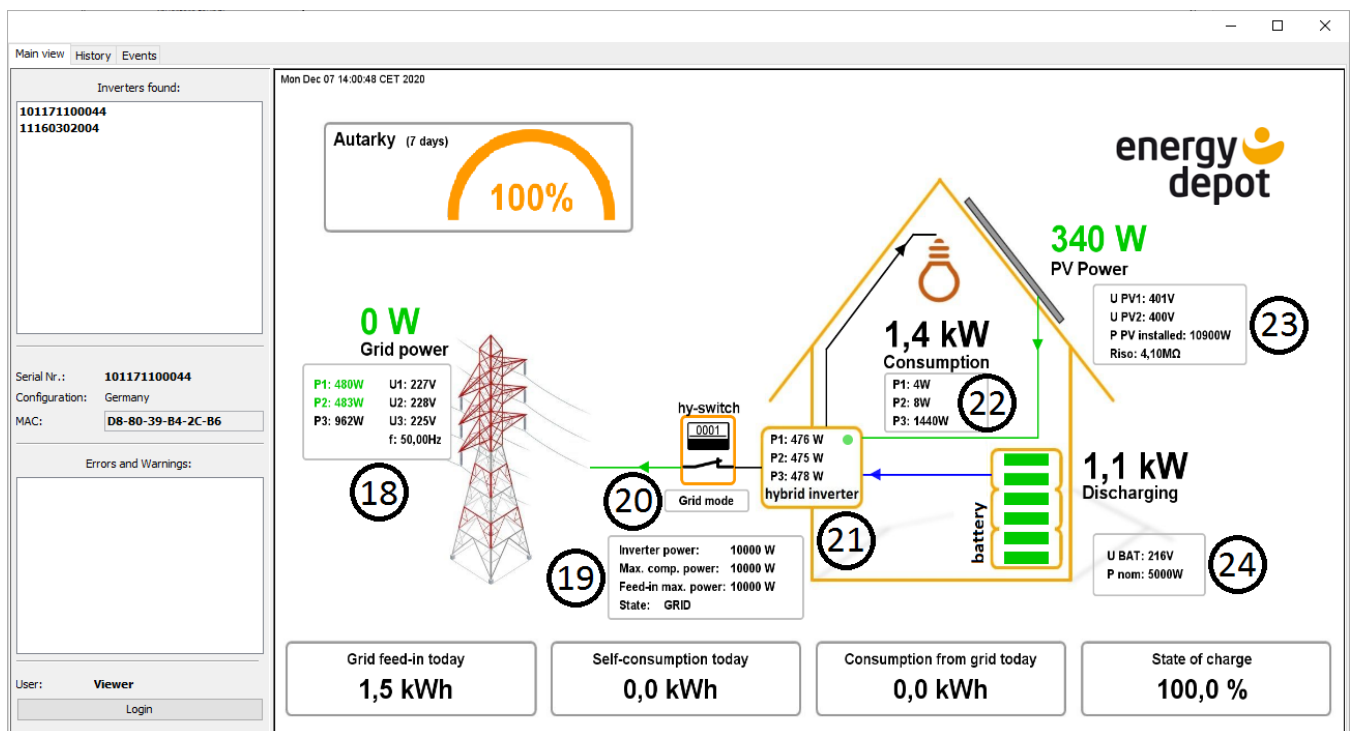 Main view History Events
Inverters found:
101171100044
11160302004
Serial Nr.: 101171100044
Configuration: Germany
MAC: D8-80-39-B4-2C-B6
Errors and Warnings:
User: Viewer
Login
Mon Dec 07 14:00:48 CET 2020
Autarky (7 days)
100%
energy
depot
340 W
PV Power
U PV1: 401V
U PV2: 400V
P PV installed: 10900W
Riso: 4,10MΩ
23
0 W
Grid power
P1: 480W U1: 227V
P2: 483W U2: 228V
P3: 962W U3: 225V
f: 50,00Hz
18
1,4 kW
Consumption
P1: 4W
P2: 8W
P3: 1440W
22
hy-switch
0001
20
Grid mode
P1: 476 W
P2: 475 W
P3: 478 W
hybrid inverter
21
battery
1,1 kW
Discharging
U BAT: 216V
P nom: 5000W
24
19
Inverter power: 10000 W
Max. comp. power: 10000 W
Feed-in max. power: 10000 W
State: GRID
Grid feed-in today
1,5 kWh
Self-consumption today
0,0 kWh
Consumption from grid today
0,0 kWh
State of charge
100,0 %